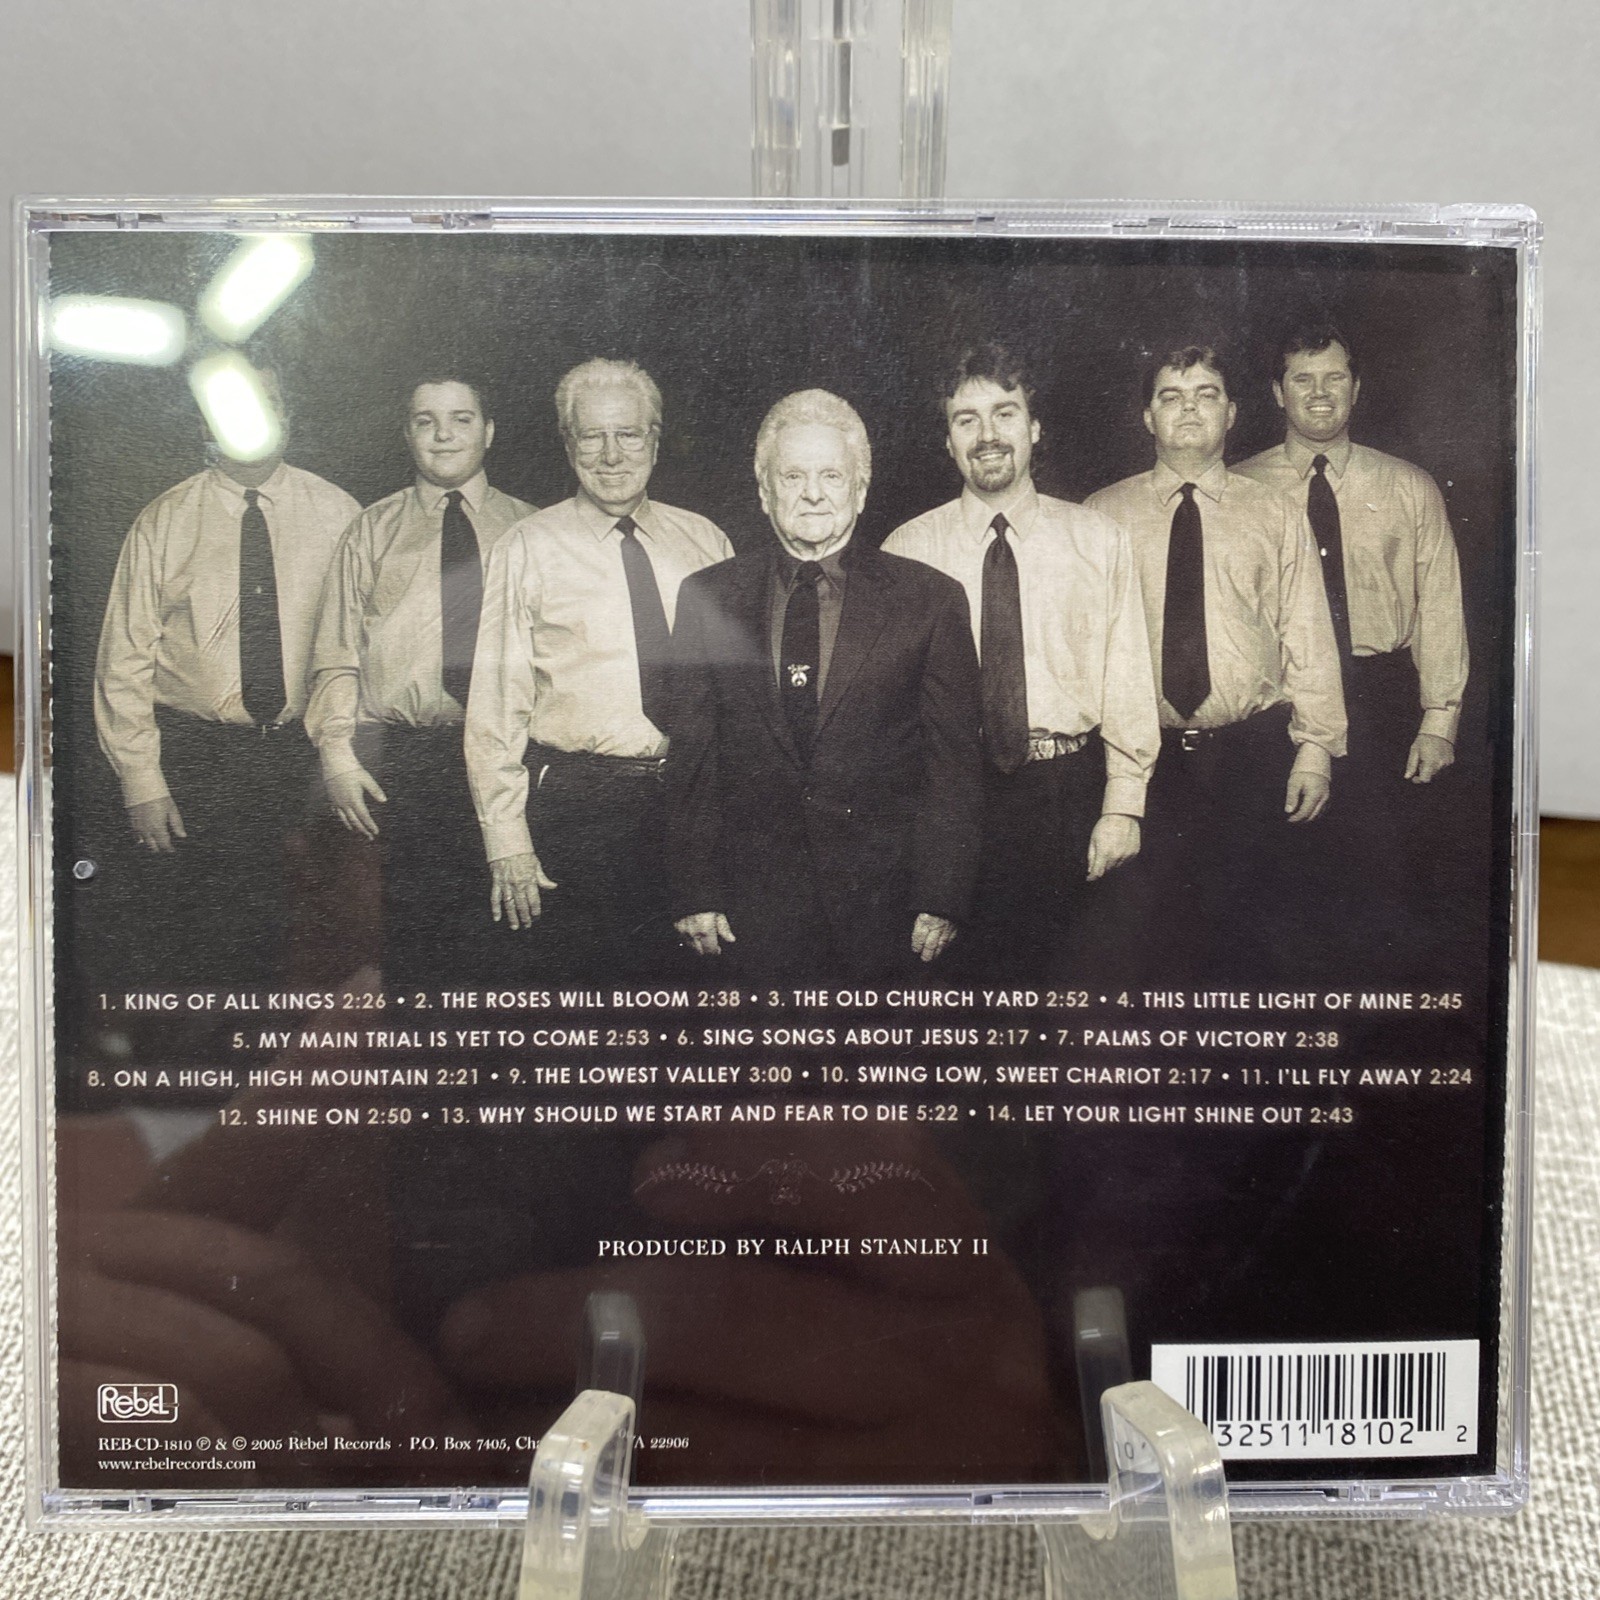 1. KING OF ALL KINGS 2:26 • 2. THE ROSES WILL BLOOM 2:38 • 3. THE OLD CHURCH YARD 2:52 • 4. THIS LITTLE LIGHT OF MINE 2:45
5. MY MAIN TRIAL IS YET TO COME 2:53 • 6. SING SONGS ABOUT JESUS 2:17 • 7. PALMS OF VICTORY 2:38
8. ON A HIGH, HIGH MOUNTAIN 2:21 • 9. THE LOWEST VALLEY 3:00 • 10. SWING LOW, SWEET CHARIOT 2:17 • 11. I'LL FLY AWAY 2:24
12. SHINE ON 2:50 • 13. WHY SHOULD WE START AND FEAR TO DIE 5:22 • 14. LET YOUR LIGHT SHINE OUT 2:43
PRODUCED BY RALPH STANLEY II
Rebel
REB-CD-1810 ℗ & © 2005 Rebel Records · P.O. Box 7405, 22906
www.rebelrecords.com
32511 18102 2